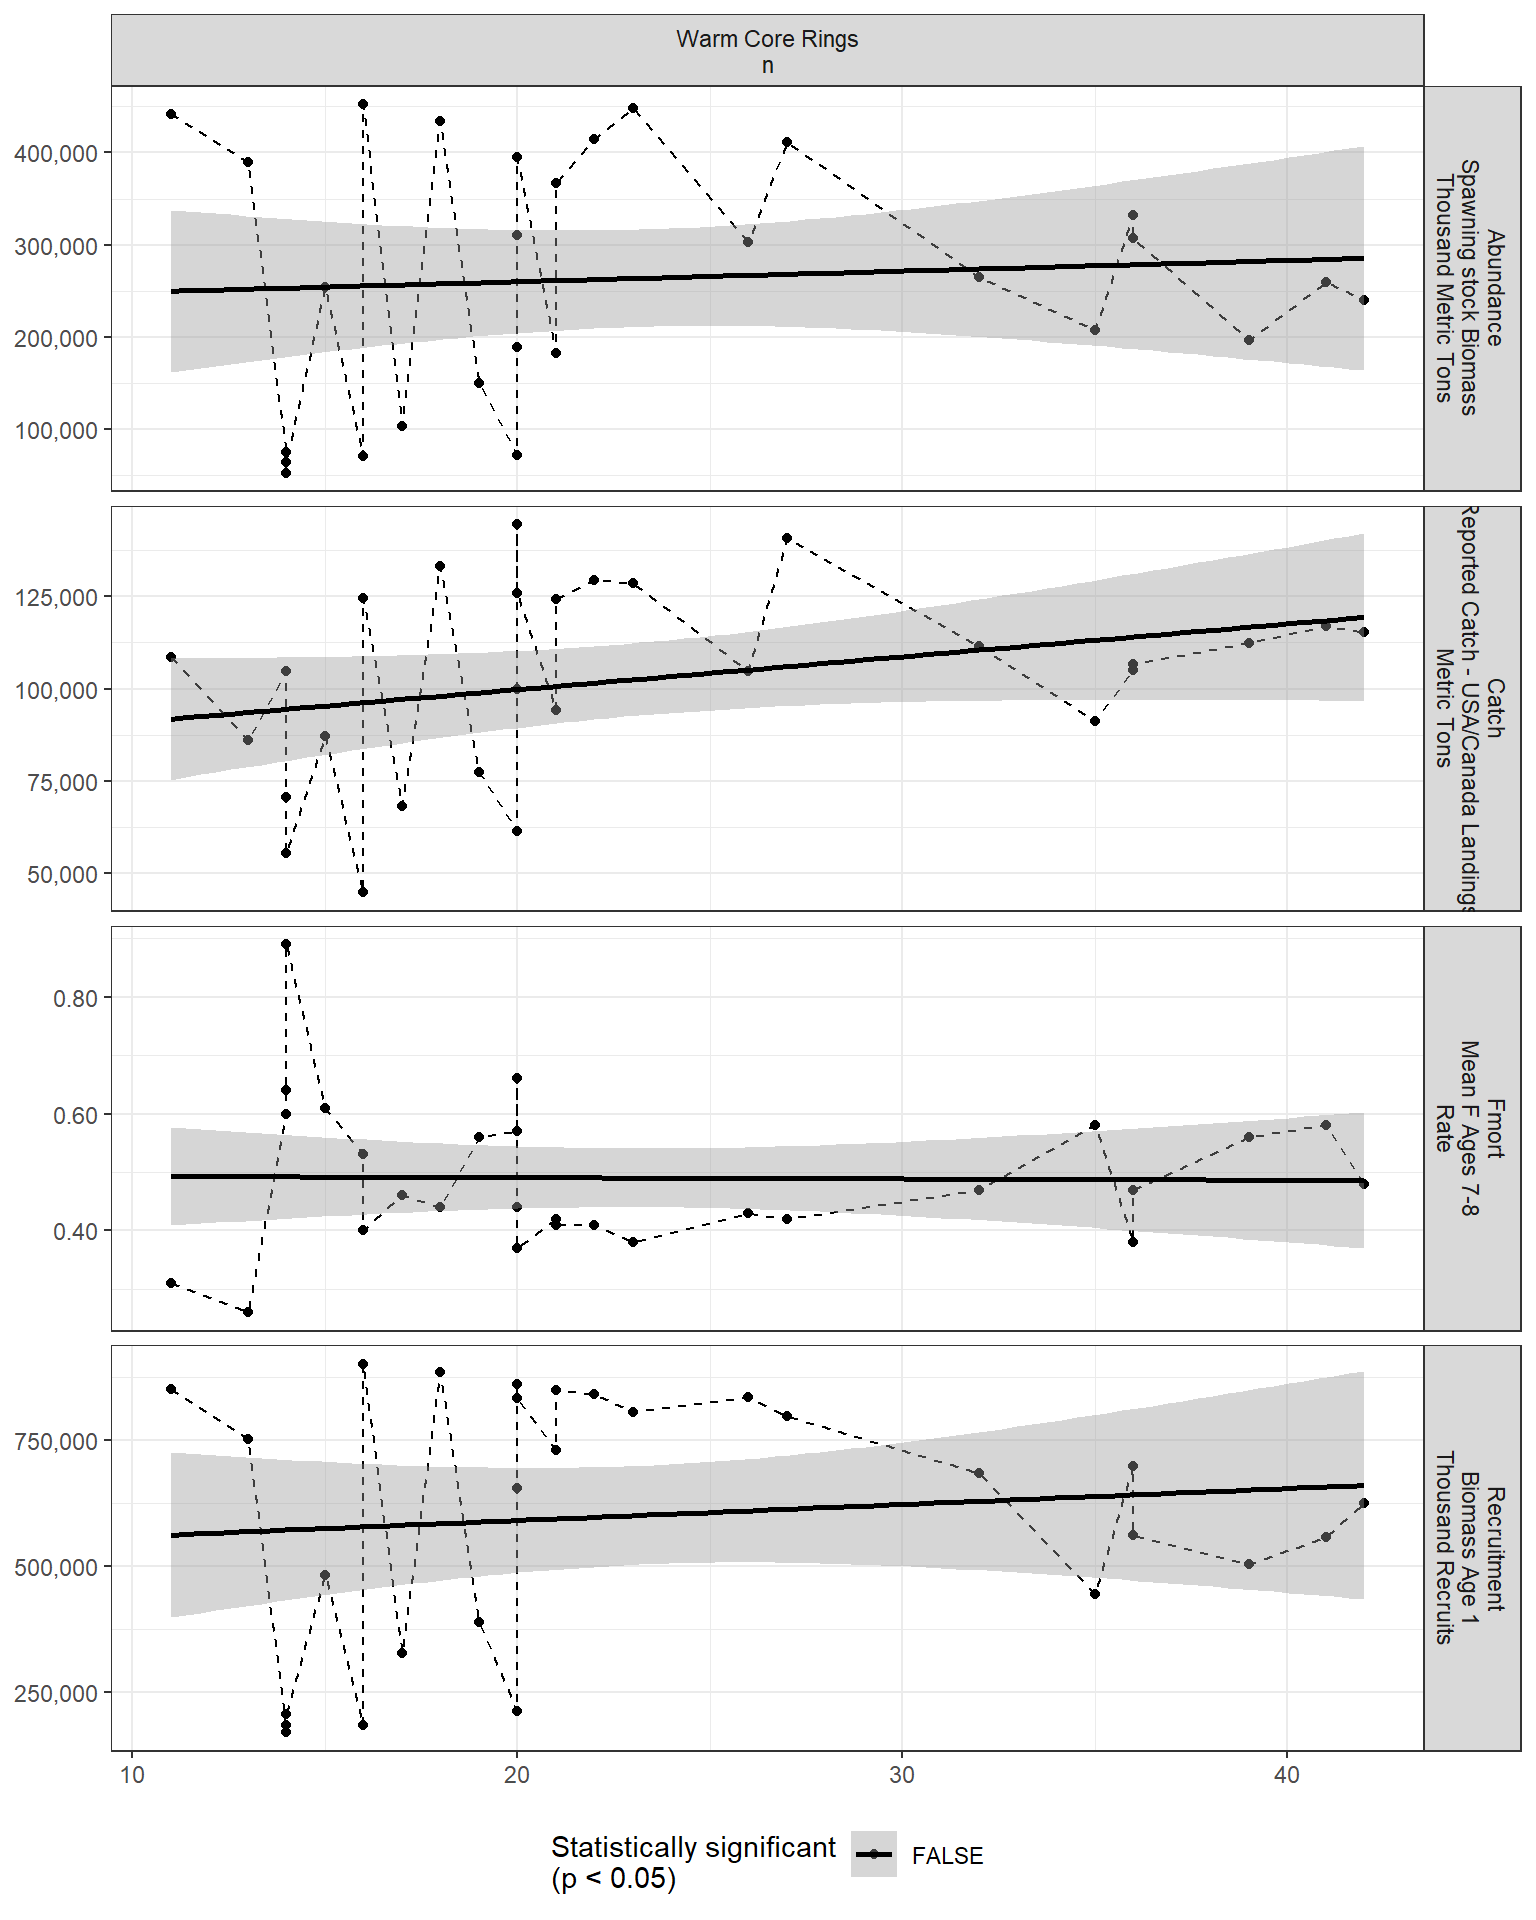 Warm Core Rings
n
400,000
300,000
200,000
100,000
Abundance
Spawning stock Biomass
Thousand Metric Tons
125,000
100,000
75,000
50,000
Catch
Reported Catch - USA/Canada Landings
Metric Tons
0.80
0.60
0.40
Fmort
Mean F Ages 7-8
Rate
750,000
500,000
250,000
Recruitment
Biomass Age 1
Thousand Recruits
10 20 30 40
Statistically significant
(p < 0.05)
FALSE